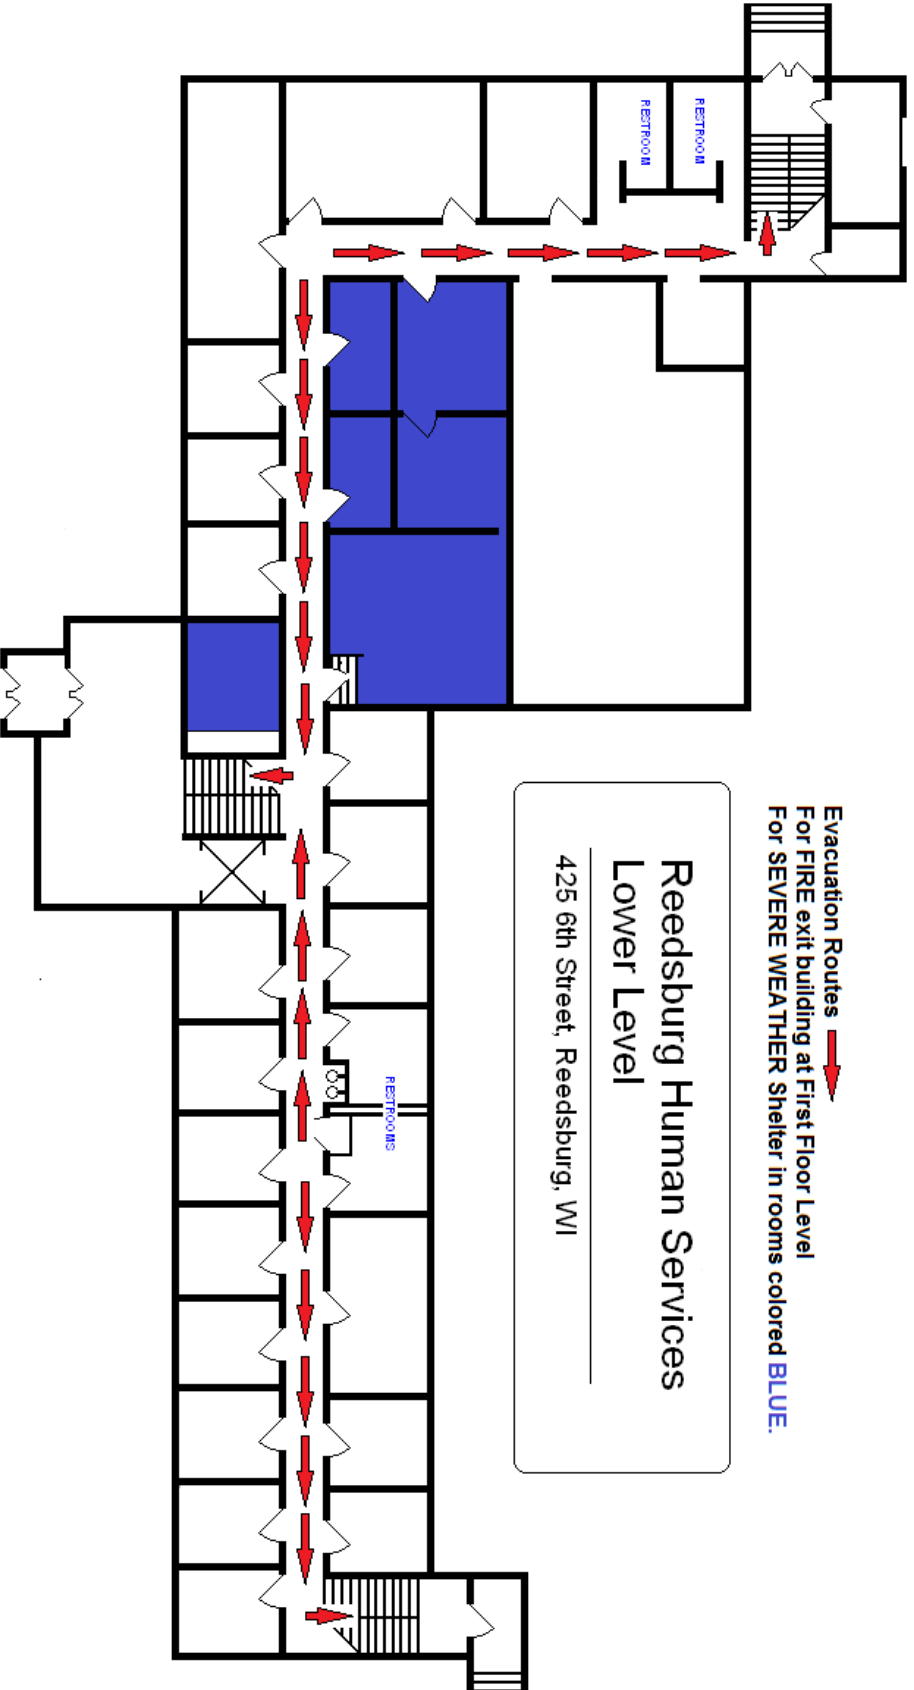 Evacuation Routes
For FIRE exit building at First Floor Level
For SEVERE WEATHER Shelter in rooms colored BLUE.
Reedsburg Human Services
Lower Level
425 6th Street, Reedsburg, WI
RESTROOM
RESTROOM
RESTROOMS